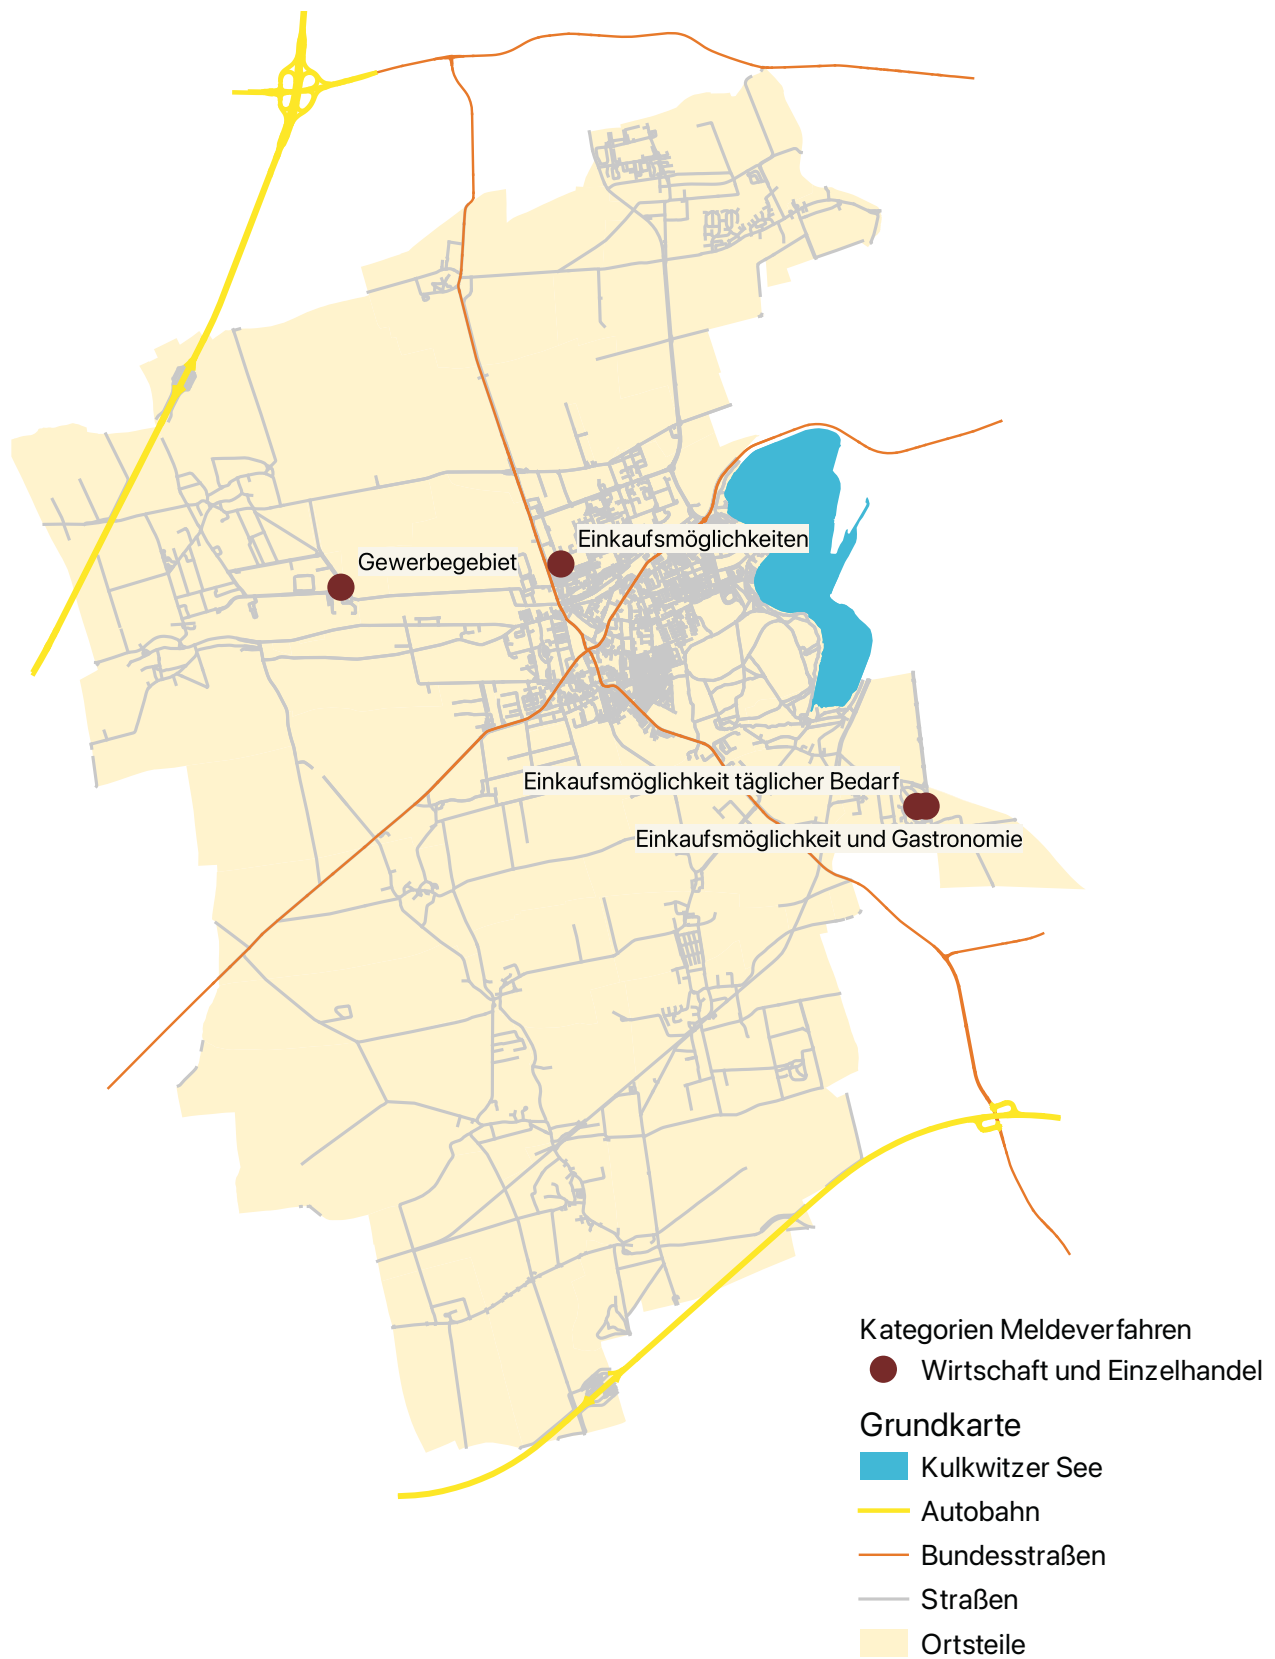 Einkaufsmöglichkeiten
Gewerbegebiet
Einkaufsmöglichkeit täglicher Bedarf
Einkaufsmöglichkeit und Gastronomie
Kategorien Meldeverfahren
Wirtschaft und Einzelhandel
Grundkarte
Kulkwitzer See
Autobahn
Bundesstraßen
Straßen
Ortsteile